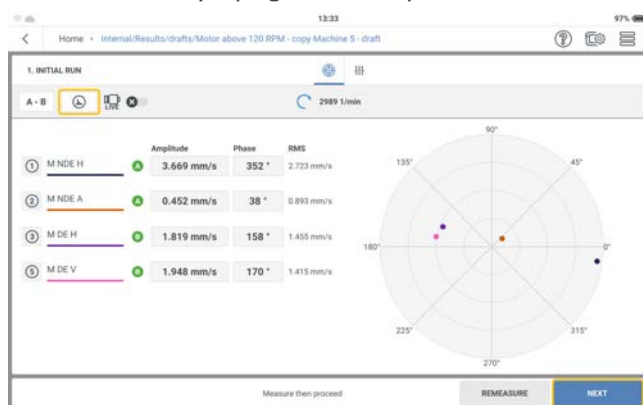 13:33
97%
Home › Internal/Results/drafts/Motor above 120 RPM - copy Machine 5 - draft
1. INITIAL RUN
A - B
LIVE
2989 1/min
Amplitude Phase RMS
1 M NDE H A 3.669 mm/s 352 ° 2.723 mm/s
2 M NDE A A 0.452 mm/s 38 ° 0.893 mm/s
3 M DE H B 1.819 mm/s 158 ° 1.455 mm/s
5 M DE V B 1.948 mm/s 170 ° 1.415 mm/s
90°
135° 45°
180° 0°
225° 315°
270°
Measure then proceed
REMEASURE
NEXT